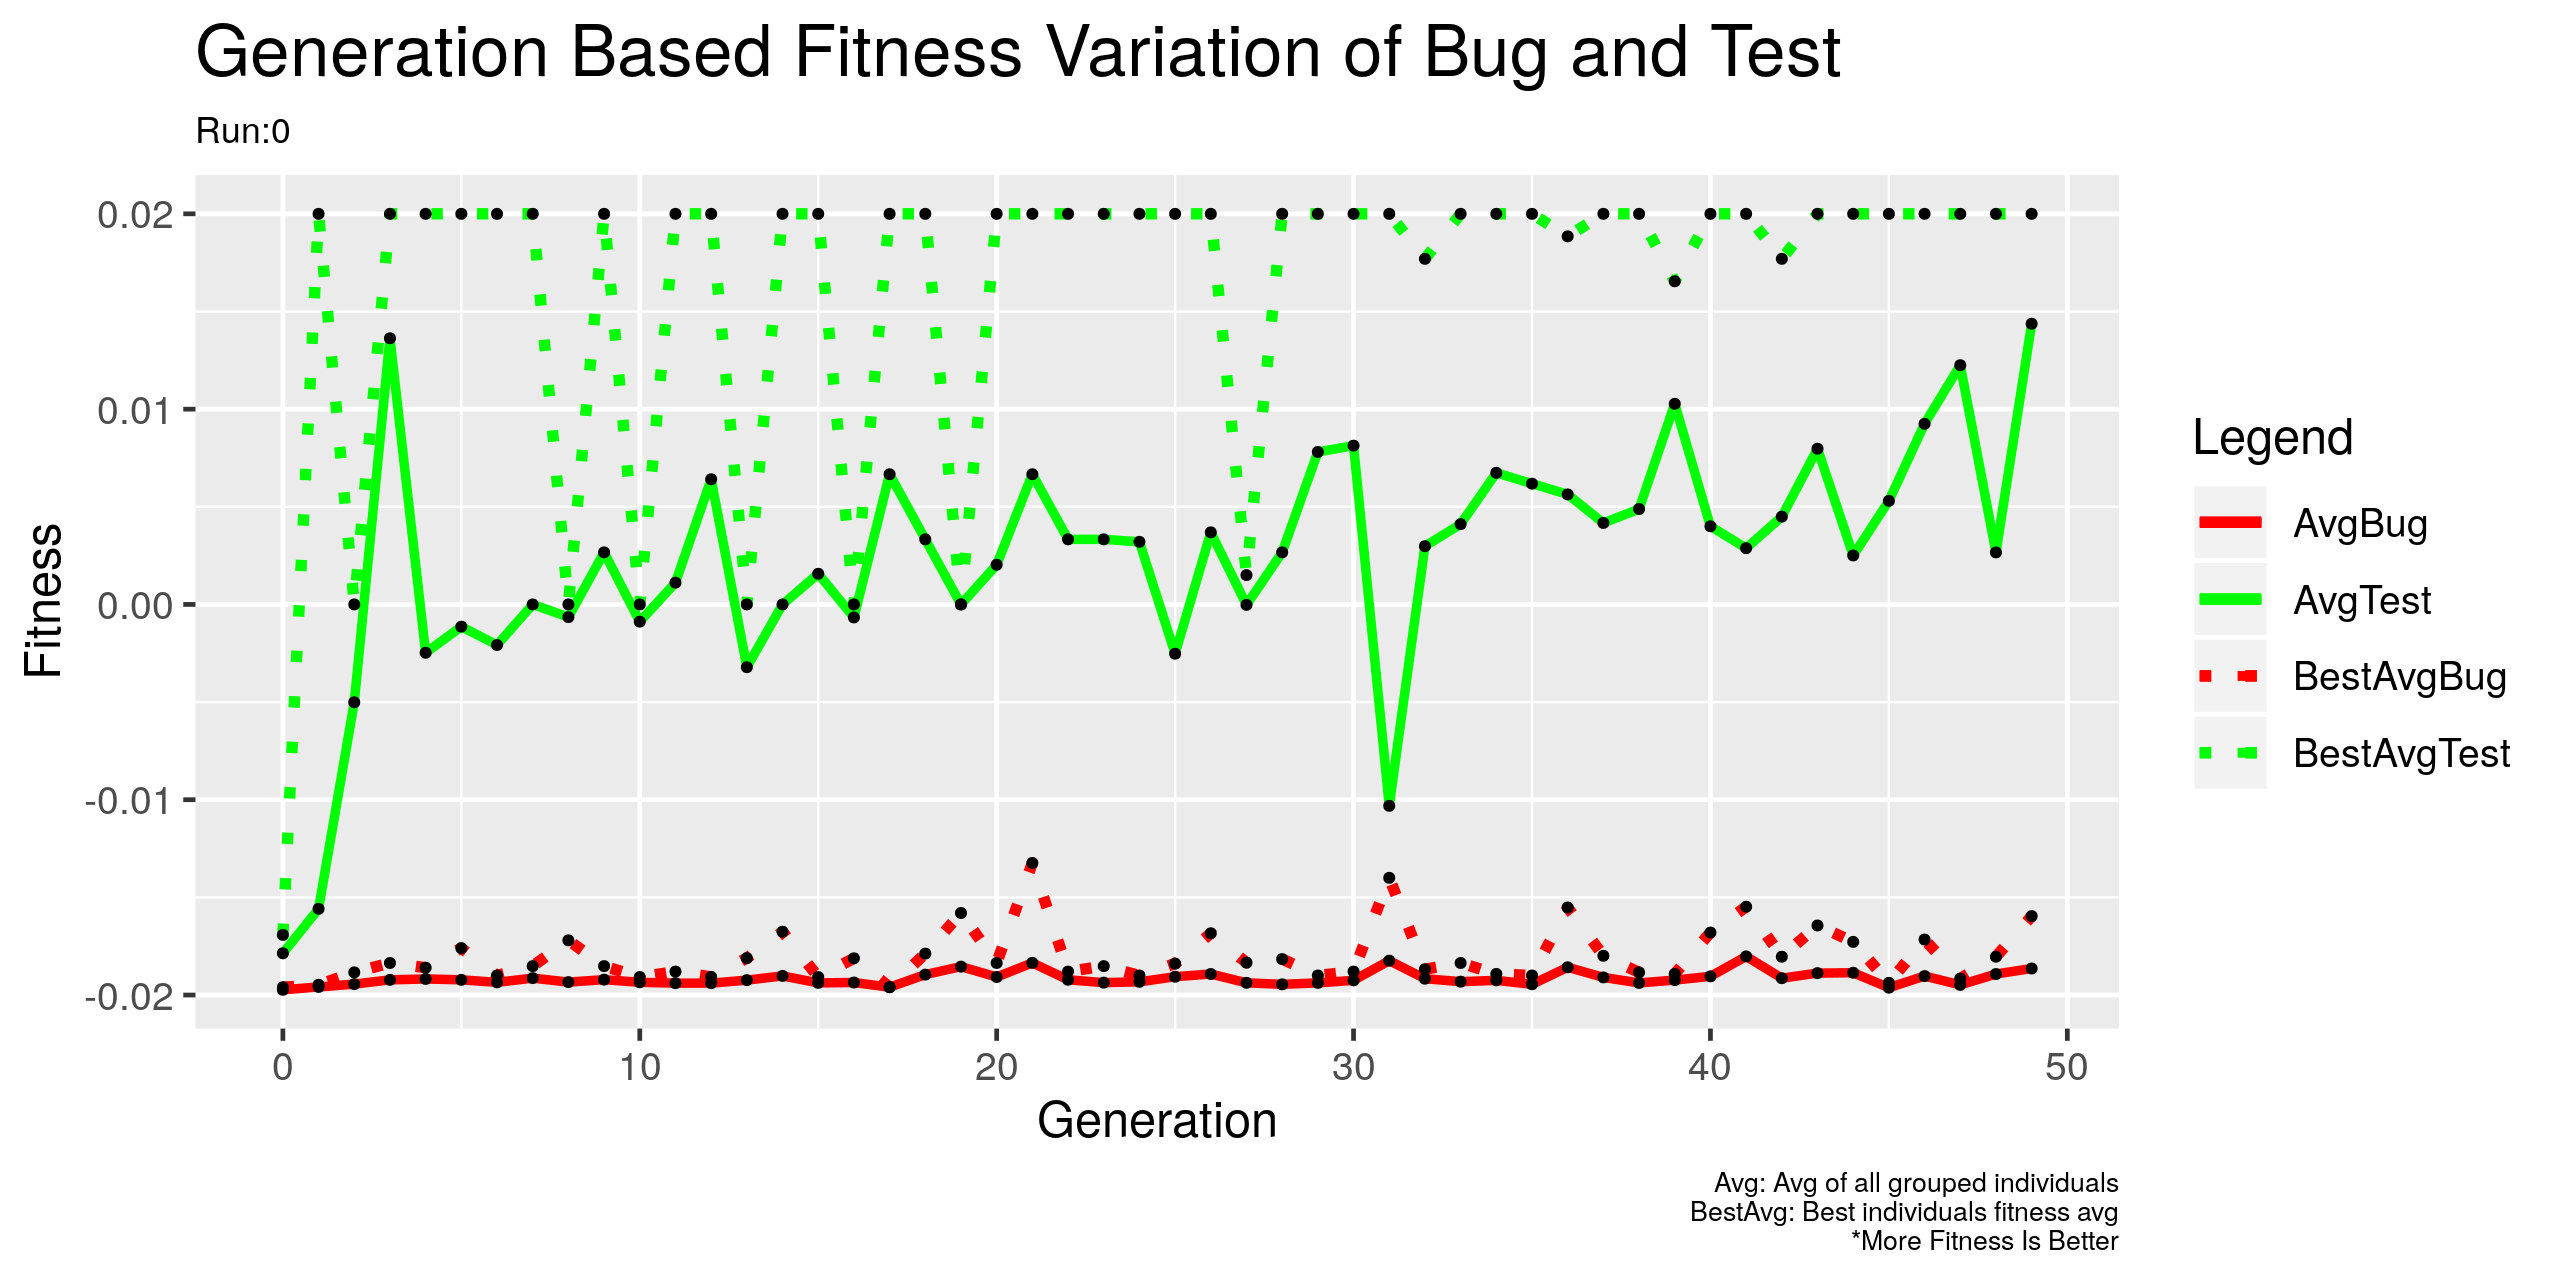 Generation Based Fitness Variation of Bug and Test
Run:0
Fitness
0.02
0.01
0.00
-0.01
-0.02
0 10 20 30 40 50
Generation
Legend
AvgBug
AvgTest
BestAvgBug
BestAvgTest
Avg: Avg of all grouped individuals
BestAvg: Best individuals fitness avg
*More Fitness Is Better